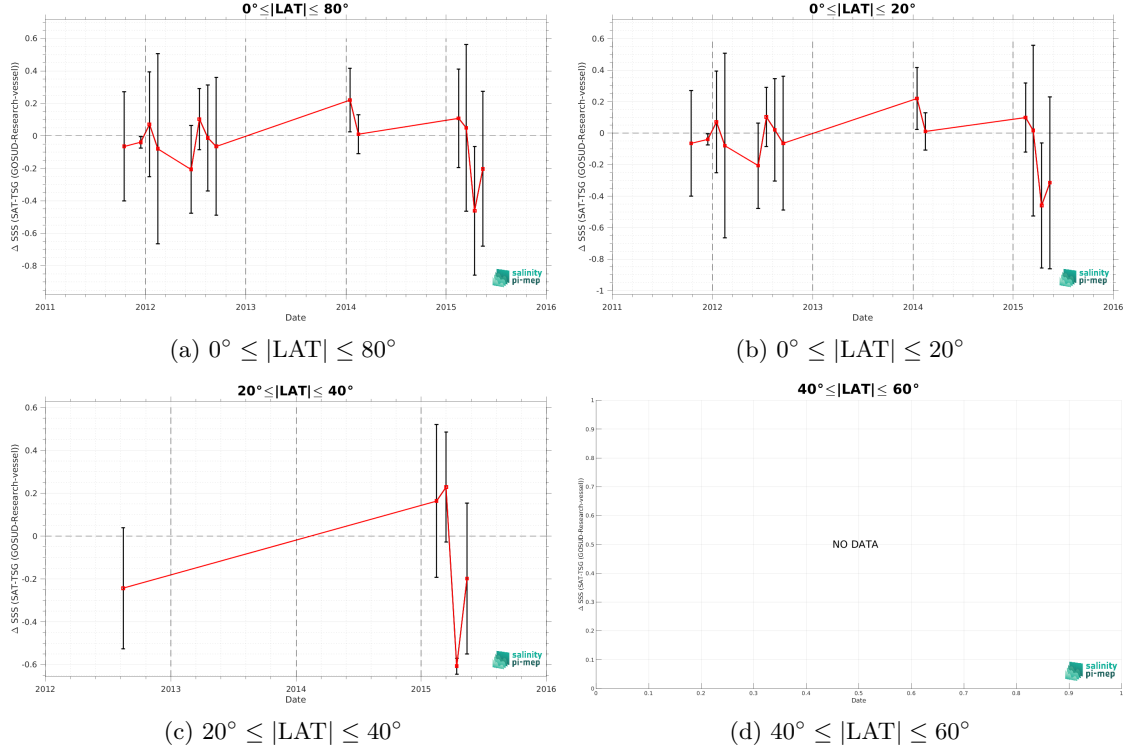 0°≤|LAT|≤ 80°
Δ SSS (SAT-TSG (GOSUD-Research-vessel))
0.6
0.4
0.2
0
-0.2
-0.4
-0.6
-0.8
2011 2012 2013 2014 2015 2016
Date
salinity
pi-mep
(a) 0° ≤ |LAT| ≤ 80°
0°≤|LAT|≤ 20°
Δ SSS (SAT-TSG (GOSUD-Research-vessel))
0.6
0.4
0.2
0
-0.2
-0.4
-0.6
-0.8
-1
2011 2012 2013 2014 2015 2016
Date
salinity
pi-mep
(b) 0° ≤ |LAT| ≤ 20°
20°≤|LAT|≤ 40°
Δ SSS (SAT-TSG (GOSUD-Research-vessel))
0.6
0.4
0.2
0
-0.2
-0.4
-0.6
2012 2013 2014 2015 2016
Date
salinity
pi-mep
(c) 20° ≤ |LAT| ≤ 40°
40°≤|LAT|≤ 60°
Δ SSS (SAT-TSG (GOSUD-Research-vessel))
1
0.9
0.8
0.7
0.6
0.5
0.4
0.3
0.2
0.1
0
NO DATA
0 0.1 0.2 0.3 0.4 0.5 0.6 0.7 0.8 0.9 1
Date
salinity
pi-mep
(d) 40° ≤ |LAT| ≤ 60°